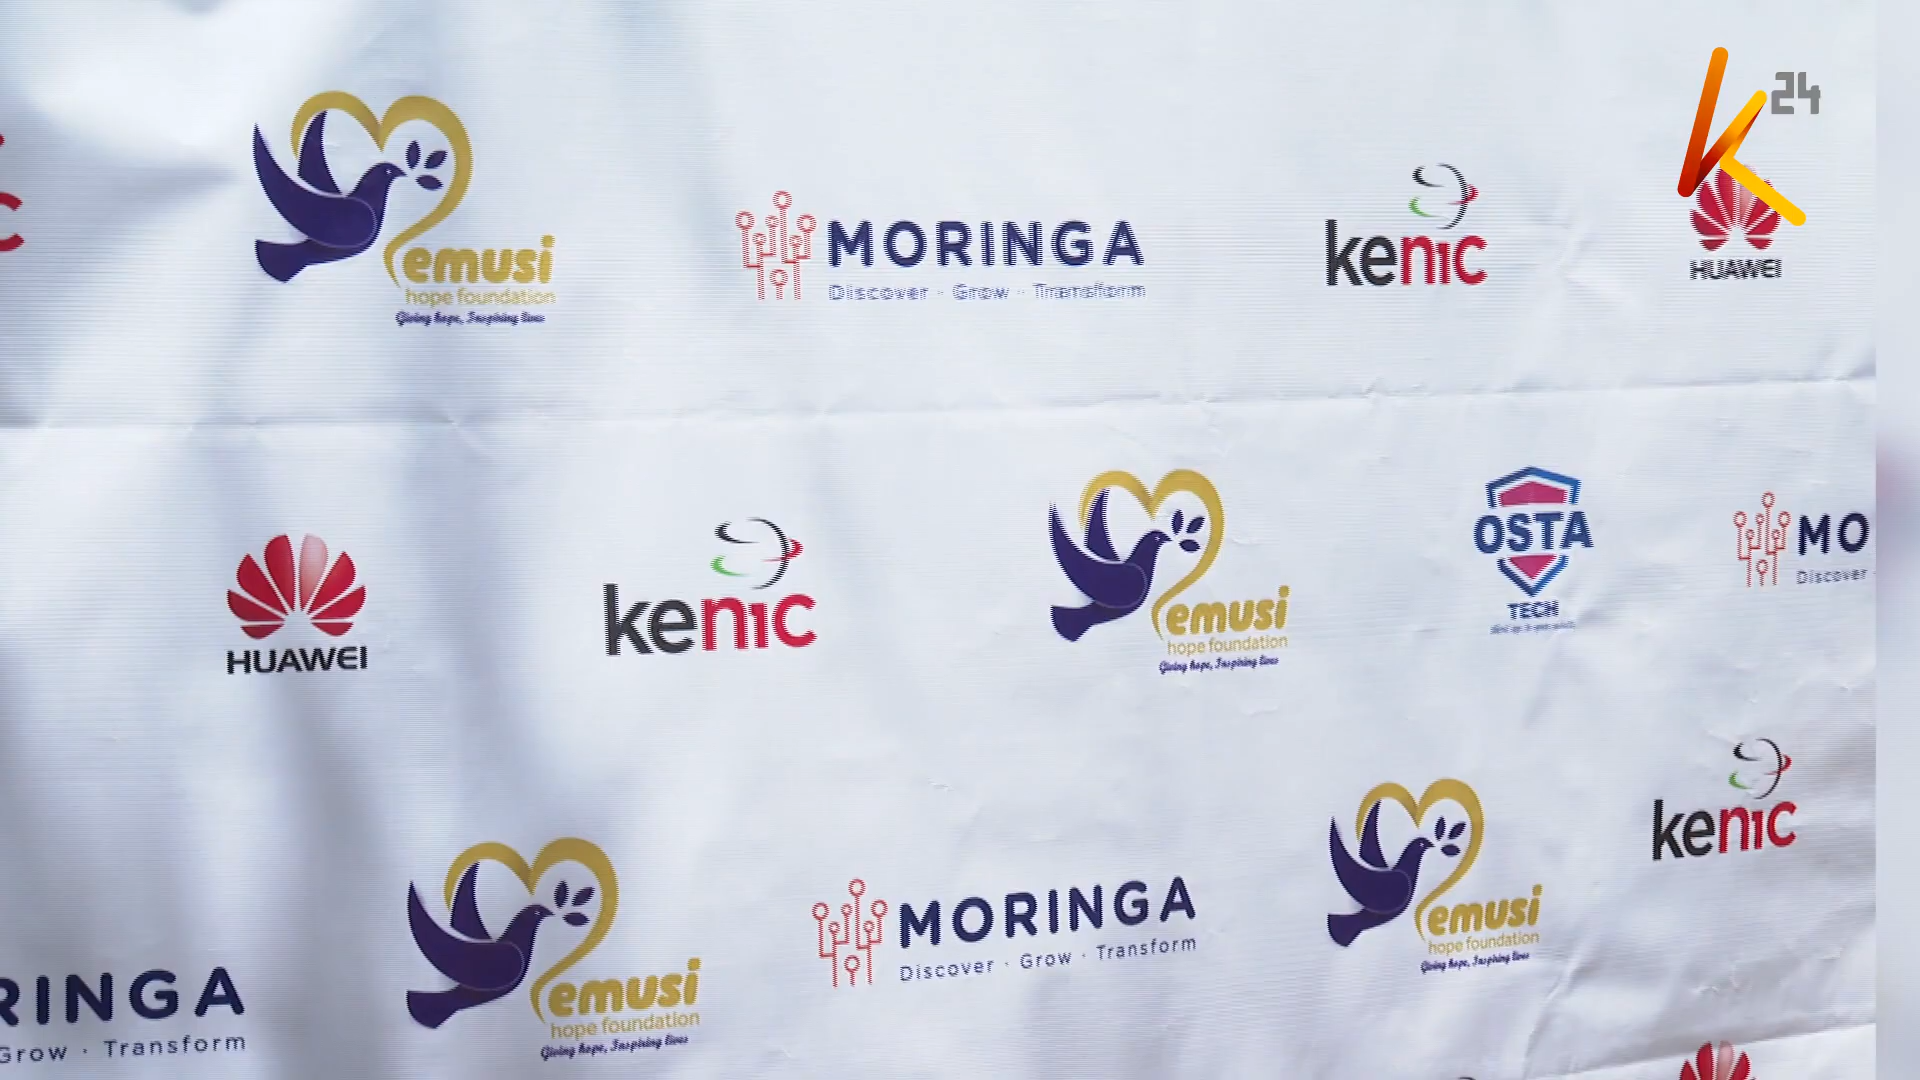 24
emusi
hope foundation
Giving hope, Inspiring lives
MORINGA
Discover · Grow · Transform
kenic
HUAWEI
HUAWEI
kenic
emusi
hope foundation
Giving hope, Inspiring lives
OSTA
TECH
MO
Discover ·
kenic
RINGA
Grow · Transform
emusi
hope foundation
Giving hope, Inspiring lives
MORINGA
Discover · Grow · Transform
emusi
hope foundation
Giving hope, Inspiring lives